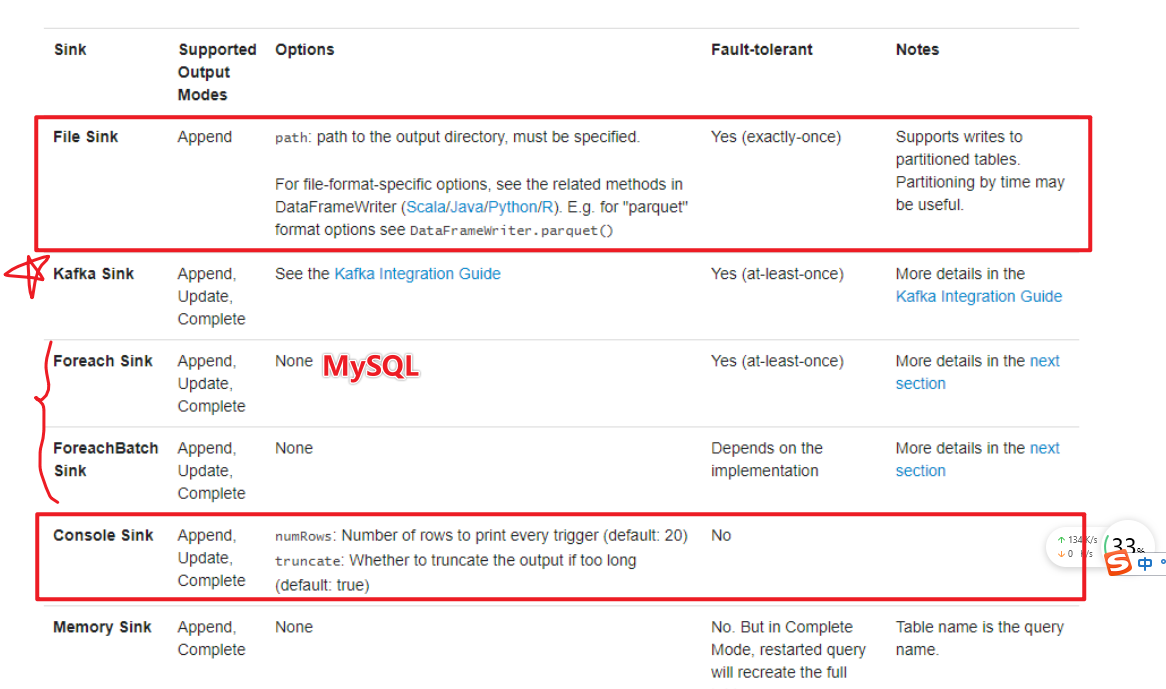 Sink Supported Options Fault-tolerant Notes
Output
Modes
File Sink Append path: path to the output directory, must be specified. Yes (exactly-once) Supports writes to
partitioned tables.
For file-format-specific options, see the related methods in Partitioning by time may
DataFrameWriter (Scala/Java/Python/R). E.g. for "parquet" be useful.
format options see DataFrameWriter.parquet()
Kafka Sink Append, See the Kafka Integration Guide Yes (at-least-once) More details in the
Update, Kafka Integration Guide
Complete
Foreach Sink Append, None MySQL Yes (at-least-once) More details in the next
Update, section
Complete
ForeachBatch Append, None Depends on the More details in the next
Sink Update, implementation section
Complete
Console Sink Append, numRows: Number of rows to print every trigger (default: 20) No
Update, truncate: Whether to truncate the output if too long
Complete (default: true)
↑ 134 K/s 33%
↓ 0 K/s
S 中
Memory Sink Append, None No. But in Complete Table name is the query
Complete Mode, restarted query name.
will recreate the full